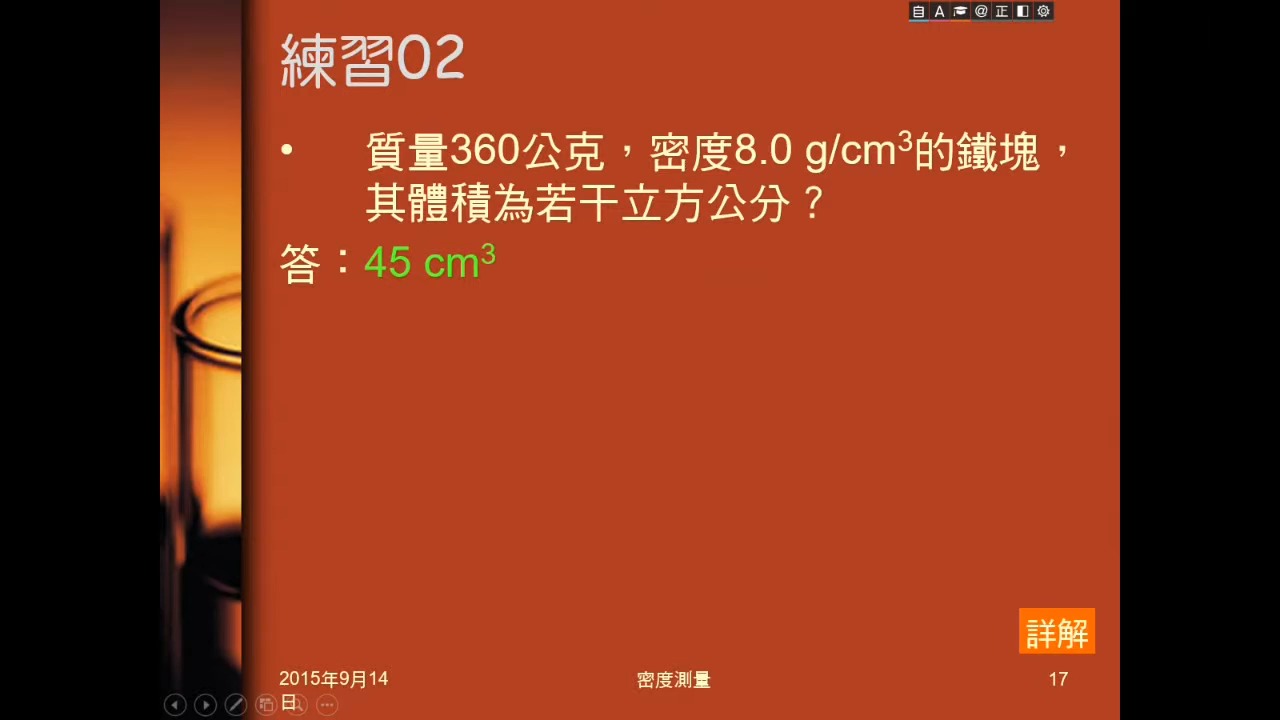 自 A @ 正
練習02
• 質量360公克，密度8.0 g/cm³的鐵塊，
其體積為若干立方公分？
答：45 cm³
詳解
2015年9月14
日
密度測量
17